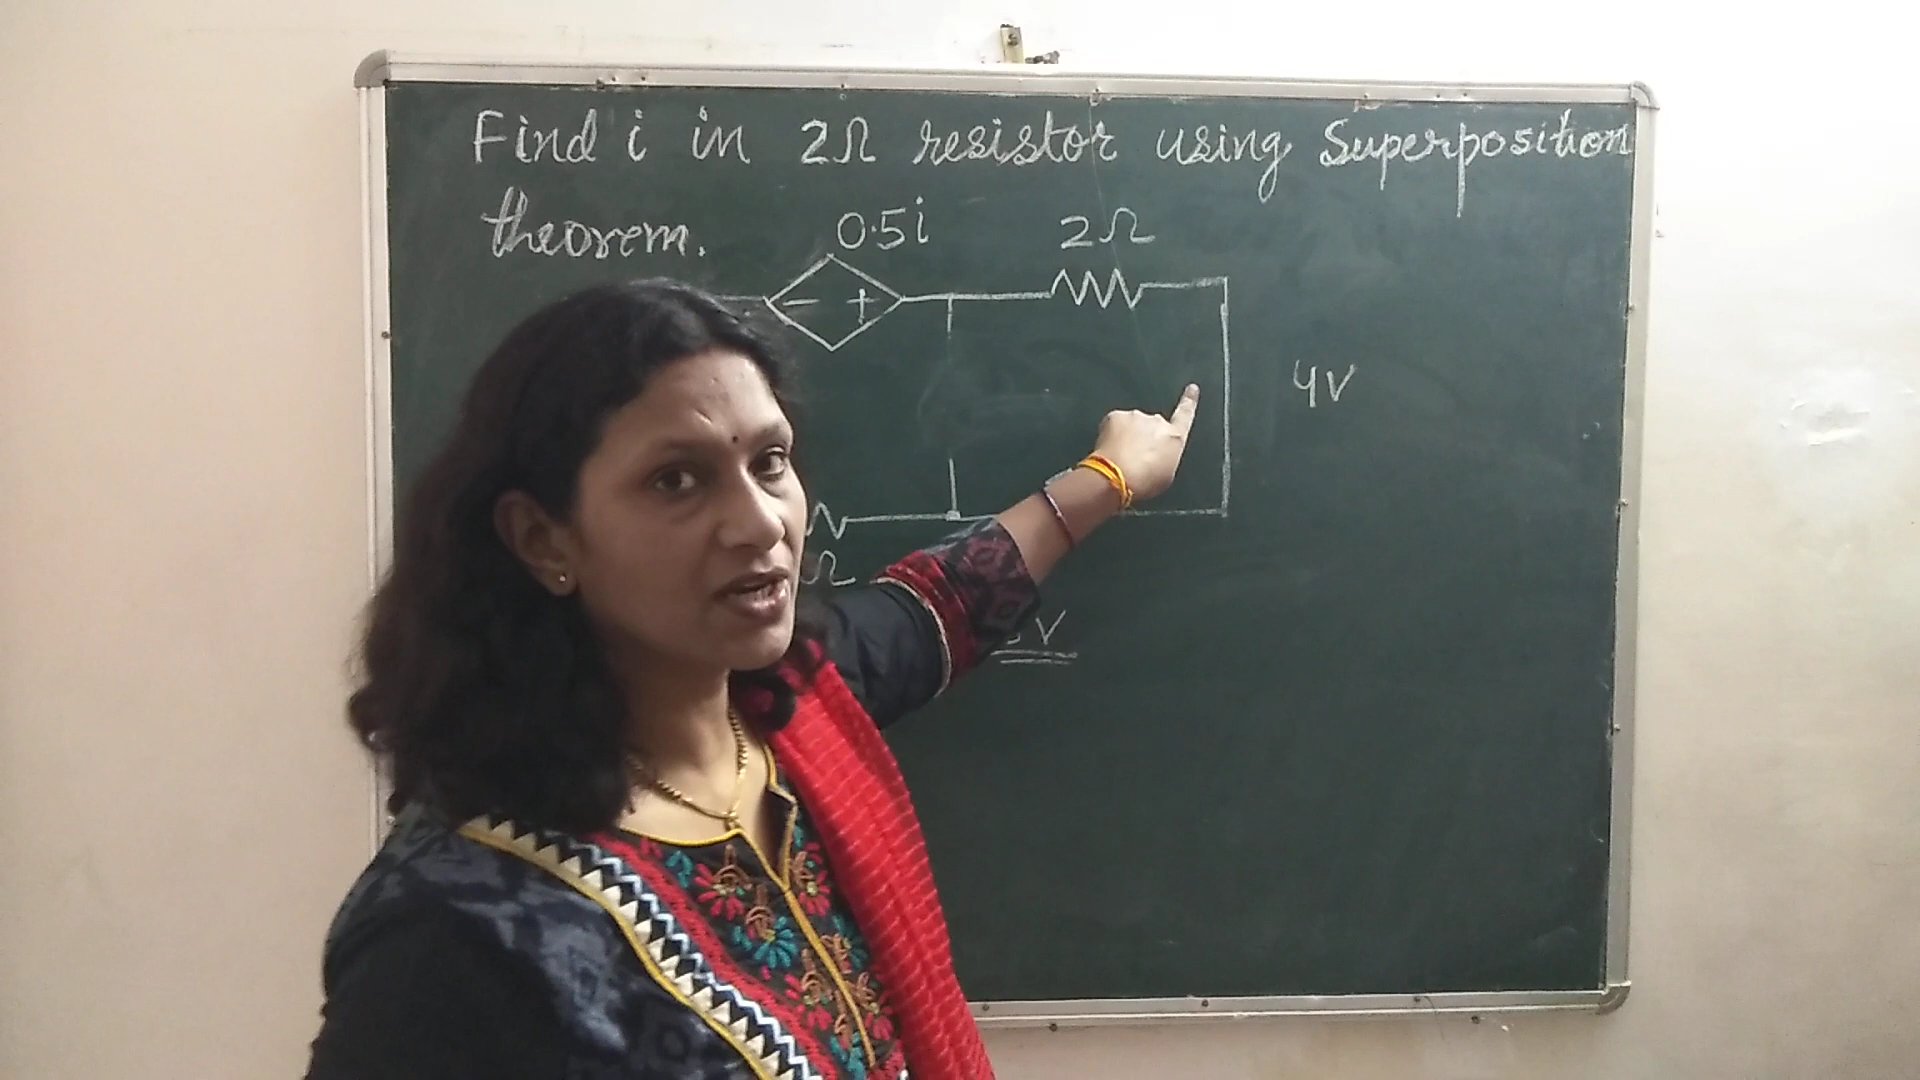 Find i in 2Ω resistor using Superposition
theorem.
0.5i
2Ω
- +
4V
Ω
V